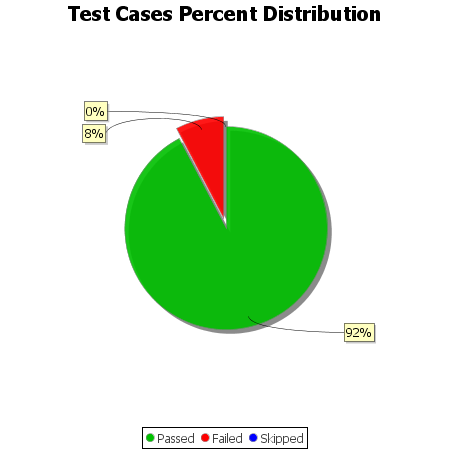 Test Cases Percent Distribution
0%
8%
92%
Passed Failed Skipped